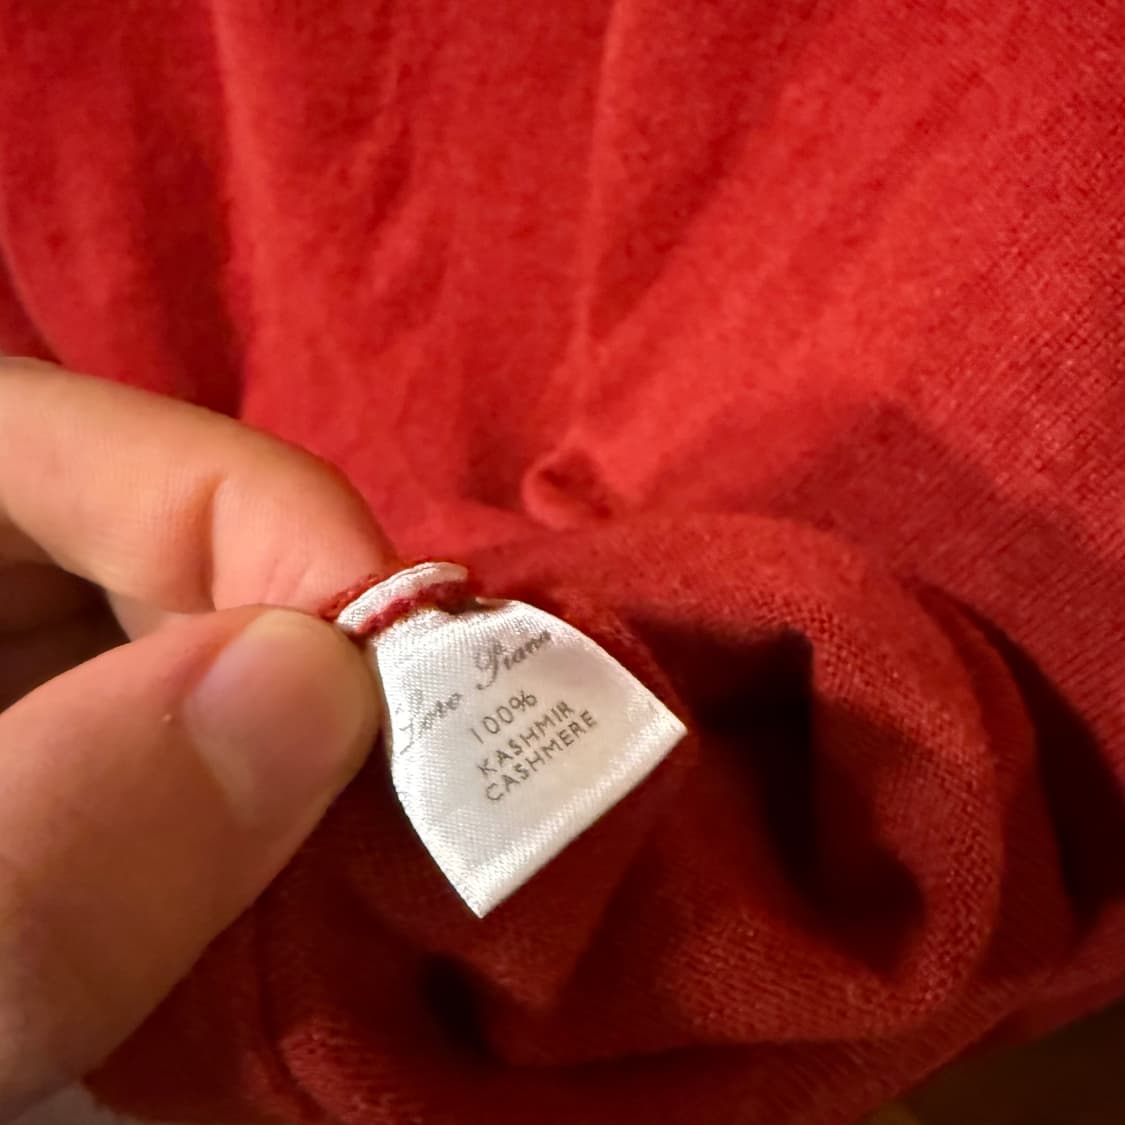 Loro Piana
100%
KASHMIR
CASHMERE